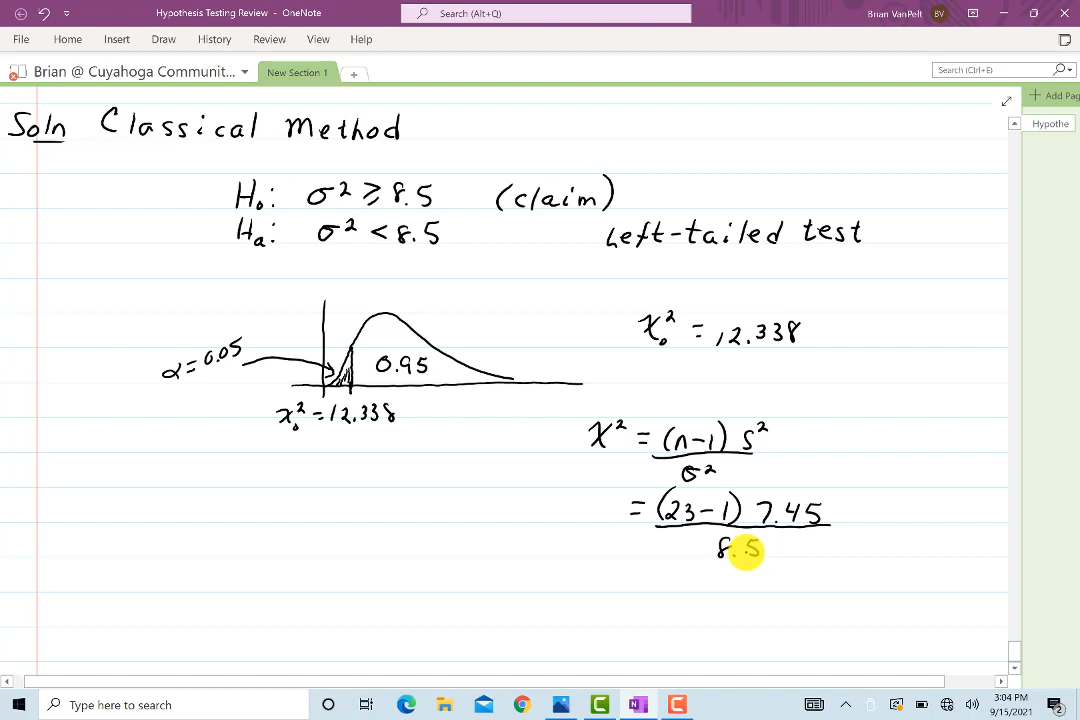 Hypothesis Testing Review - OneNote
Search (Alt+Q)
Brian VanPelt BV
File Home Insert Draw History Review View Help
Brian @ Cuyahoga Communit... New Section 1
Search (Ctrl+E)
Add Pag
Hypothe
Soln Classical Method
H₀: σ² ≥ 8.5 (claim)
Hₐ: σ² < 8.5 Left-tailed test
α = 0.05
0.95
χ₀² = 12.338
χ₀² = 12.338
χ² = (n-1) s²
σ²
= (23-1) 7.45
8.5
Type here to search
3:04 PM
9/15/2021
2